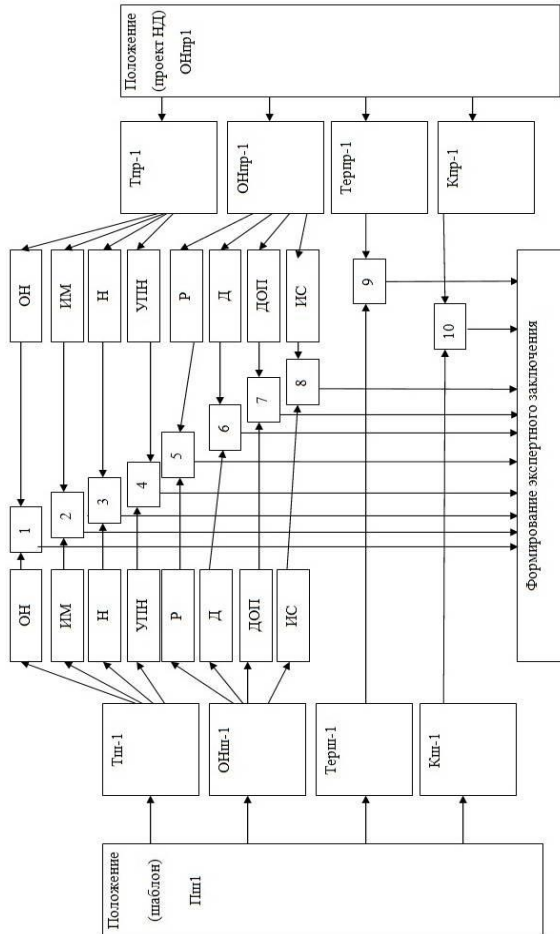 Положение
(шаблон)
Пш1
Тш-1
ОНш-1
Терш-1
Кш-1
ОН
ИМ
Н
УПН
Р
Д
ДОП
ИС
1
2
3
4
5
6
7
8
9
10
ОН
ИМ
Н
УПН
Р
Д
ДОП
ИС
Тпр-1
ОНпр-1
Терпр-1
Кпр-1
Положение
(проект НД)
ОНпр1
Формирование экспертного заключения